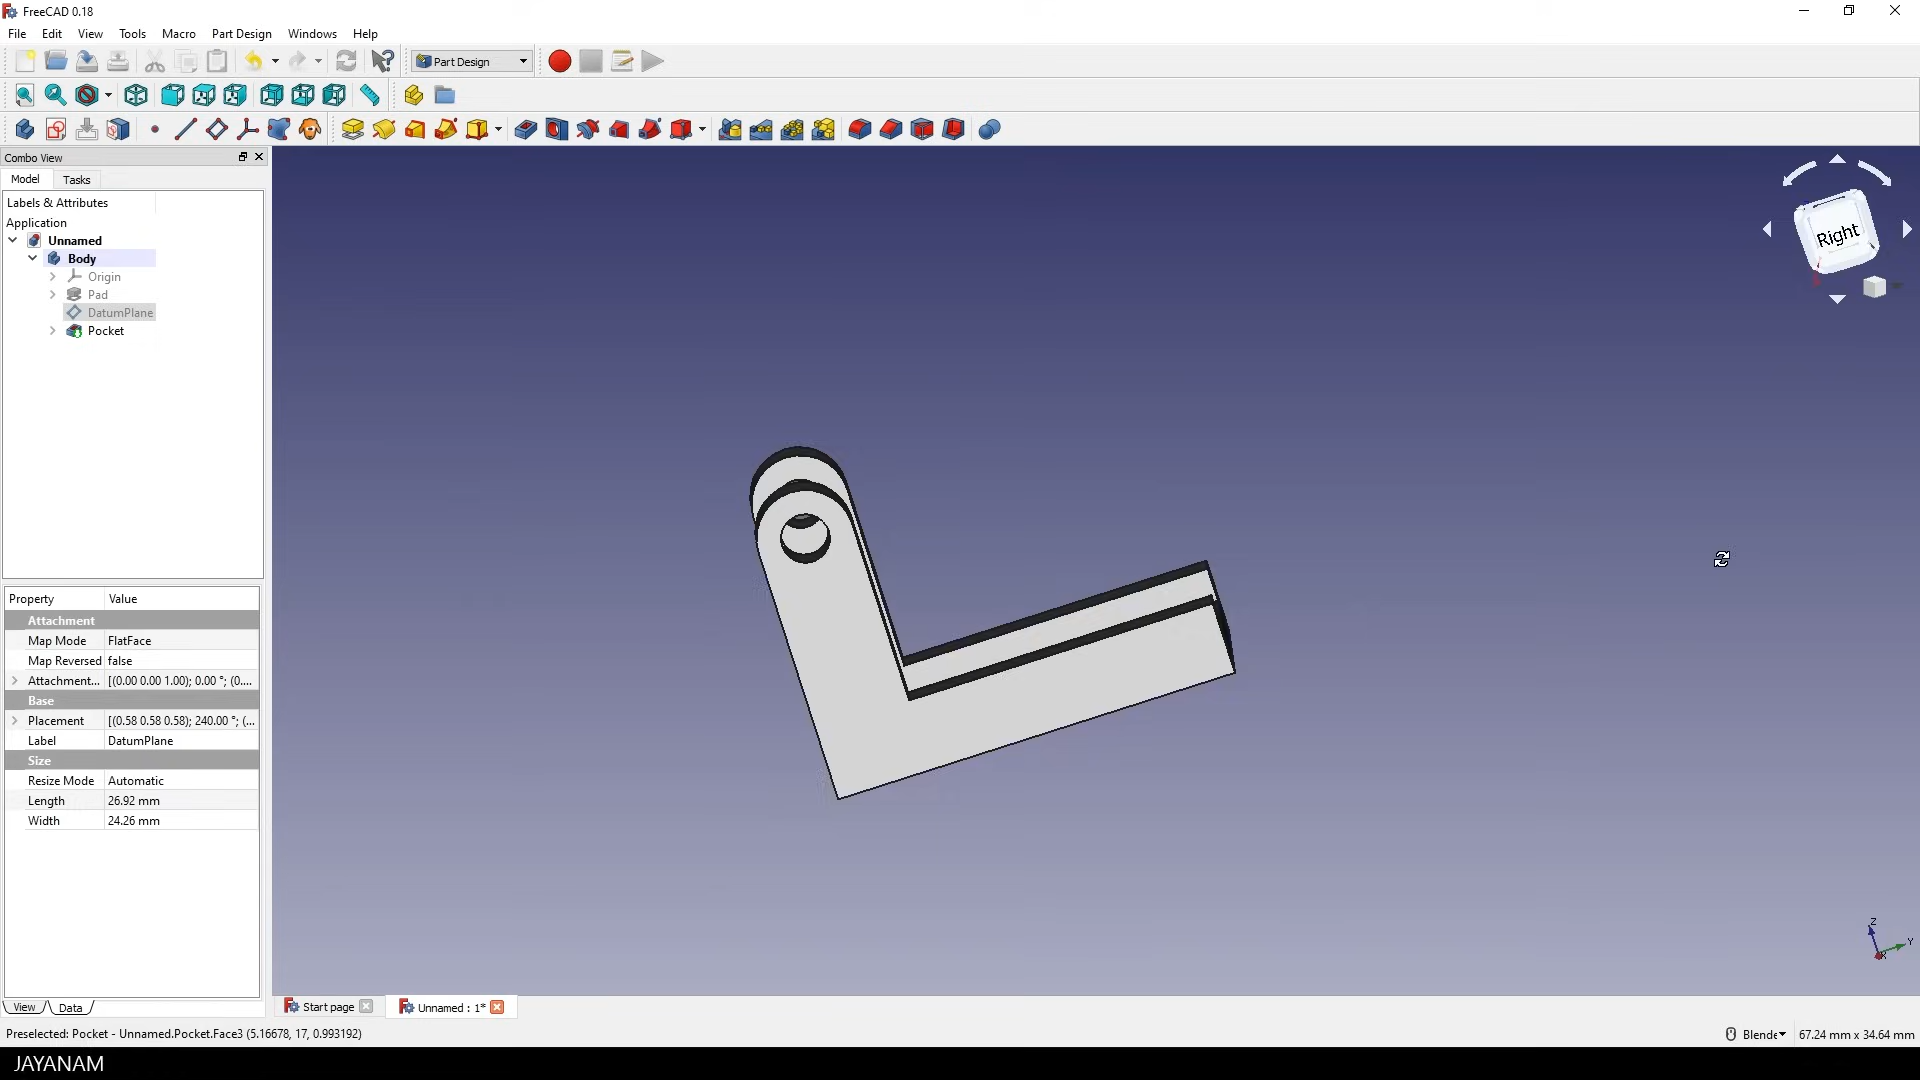 FreeCAD 0.18
File Edit View Tools Macro Part Design Windows Help
Part Design
Combo View
Model Tasks
Labels & Attributes
Application
Unnamed
Body
Origin
Pad
DatumPlane
Pocket
Right
Property Value
Attachment
Map Mode FlatFace
Map Reversed false
Attachment... [(0.00 0.00 1.00); 0.00 °; (0....
Base
Placement [(0.58 0.58 0.58); 240.00 °; (...
Label DatumPlane
Size
Resize Mode Automatic
Length 26.92 mm
Width 24.26 mm
Z
Y
X
View Data
Start page Unnamed : 1*
Preselected: Pocket - Unnamed.Pocket.Face3 (5.16678, 17, 0.993192)
Blende 67.24 mm x 34.64 mm
JAYANAM